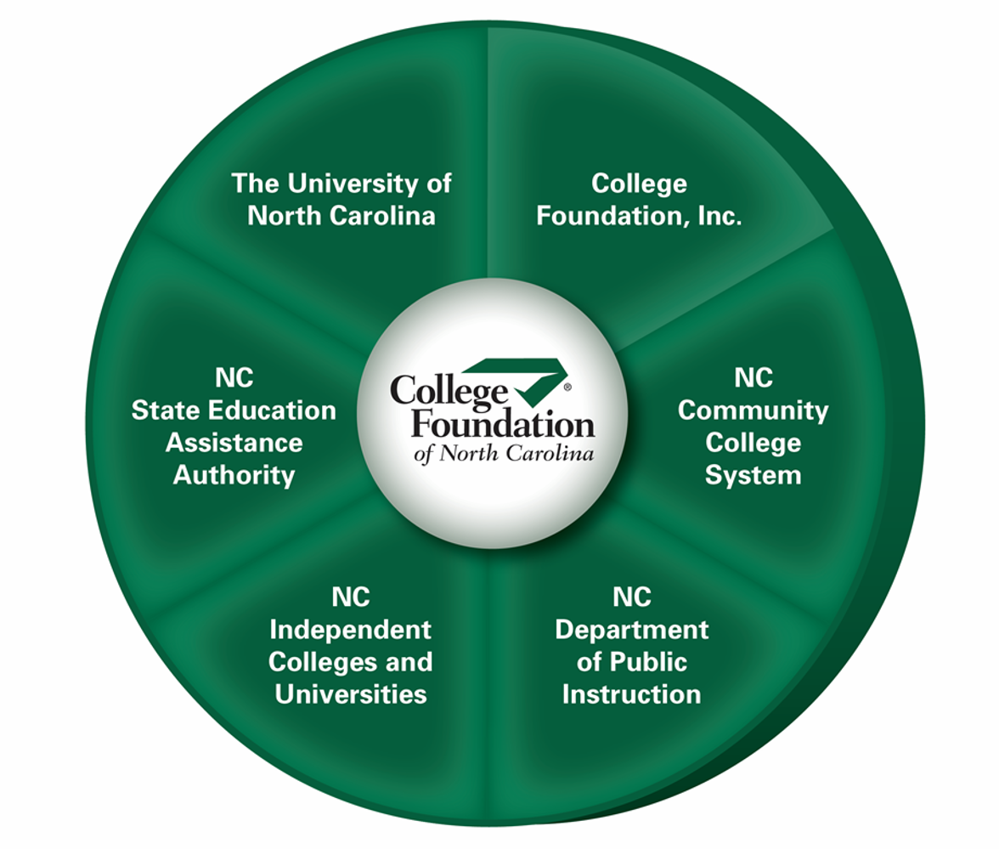 The University of
North Carolina
College
Foundation, Inc.
NC
State Education
Assistance
Authority
College ®
Foundation
of North Carolina
NC
Community
College
System
NC
Independent
Colleges and
Universities
NC
Department
of Public
Instruction